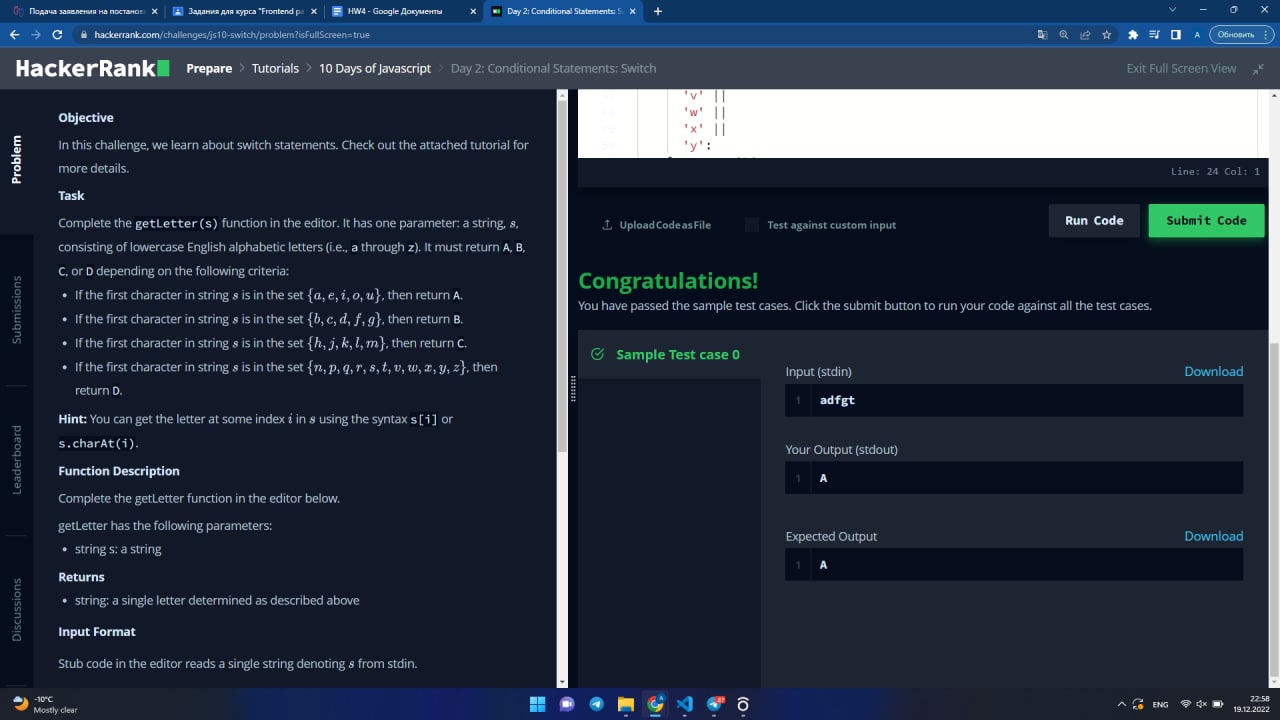 Подача заявления на постанов
Задания для курса "Frontend ра
HW4 - Google Документы
Day 2: Conditional Statements: S
hackerrank.com/challenges/js10-switch/problem?isFullScreen=true
A
Обновить
HackerRank
Prepare
Tutorials
10 Days of Javascript
Day 2: Conditional Statements: Switch
Exit Full Screen View
Problem
Submissions
Leaderboard
Discussions
Objective
In this challenge, we learn about switch statements. Check out the attached tutorial for
more details.
Task
Complete the getLetter(s) function in the editor. It has one parameter: a string, s,
consisting of lowercase English alphabetic letters (i.e., a through z). It must return A, B,
C, or D depending on the following criteria:
• If the first character in string s is in the set {a, e, i, o, u}, then return A.
• If the first character in string s is in the set {b, c, d, f, g}, then return B.
• If the first character in string s is in the set {h, j, k, l, m}, then return C.
• If the first character in string s is in the set {n, p, q, r, s, t, v, w, x, y, z}, then
return D.
Hint: You can get the letter at some index i in s using the syntax s[i] or
s.charAt(i).
Function Description
Complete the getLetter function in the editor below.
getLetter has the following parameters:
• string s: a string
Returns
• string: a single letter determined as described above
Input Format
Stub code in the editor reads a single string denoting s from stdin.
'v' ||
'w' ||
'x' ||
'y':
Line: 24 Col: 1
Upload Code as File
Test against custom input
Run Code
Submit Code
Congratulations!
You have passed the sample test cases. Click the submit button to run your code against all the test cases.
Sample Test case 0
Input (stdin)
Download
1 adfgt
Your Output (stdout)
1 A
Expected Output
Download
1 A
-10°C
Mostly clear
ENG
22:58
19.12.2022